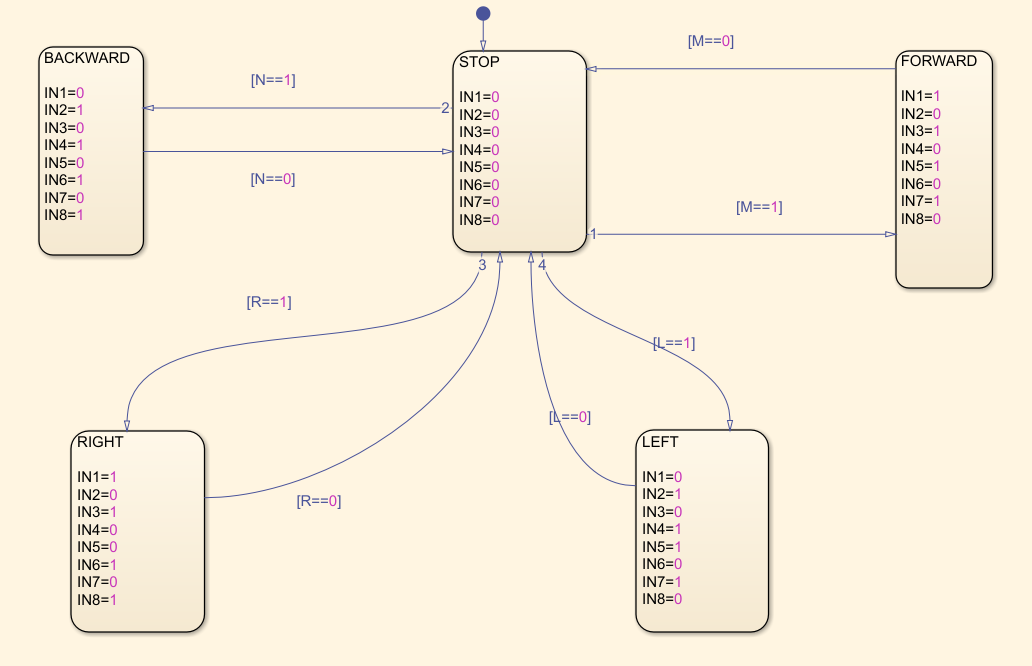 BACKWARD
IN1=0
IN2=1
IN3=0
IN4=1
IN5=0
IN6=1
IN7=0
IN8=1
[N==1]
2
[N==0]
STOP
IN1=0
IN2=0
IN3=0
IN4=0
IN5=0
IN6=0
IN7=0
IN8=0
[M==0]
[M==1]
1
FORWARD
IN1=1
IN2=0
IN3=1
IN4=0
IN5=1
IN6=0
IN7=1
IN8=0
3
4
[R==1]
[L==1]
[L==0]
[R==0]
RIGHT
IN1=1
IN2=0
IN3=1
IN4=0
IN5=0
IN6=1
IN7=0
IN8=1
LEFT
IN1=0
IN2=1
IN3=0
IN4=1
IN5=1
IN6=0
IN7=1
IN8=0